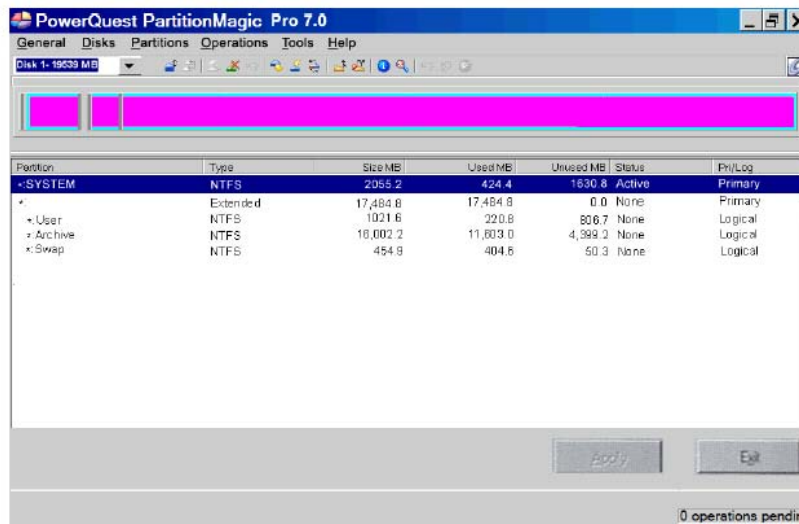 PowerQuest PartitionMagic Pro 7.0
General Disks Partitions Operations Tools Help
Disk 1- 19539 MB
Partition Type Size MB Used MB Unused MB Status Pri/Log
*:SYSTEM NTFS 2055.2 424.4 1630.8 Active Primary
*: Extended 17,484.8 17,484.8 0.0 None Primary
*:User NTFS 1021.6 220.8 806.7 None Logical
*:Archive NTFS 16,002.2 11,603.0 4,399.2 None Logical
*:Swap NTFS 454.9 404.6 50.3 None Logical
Apply Exit
0 operations pendin